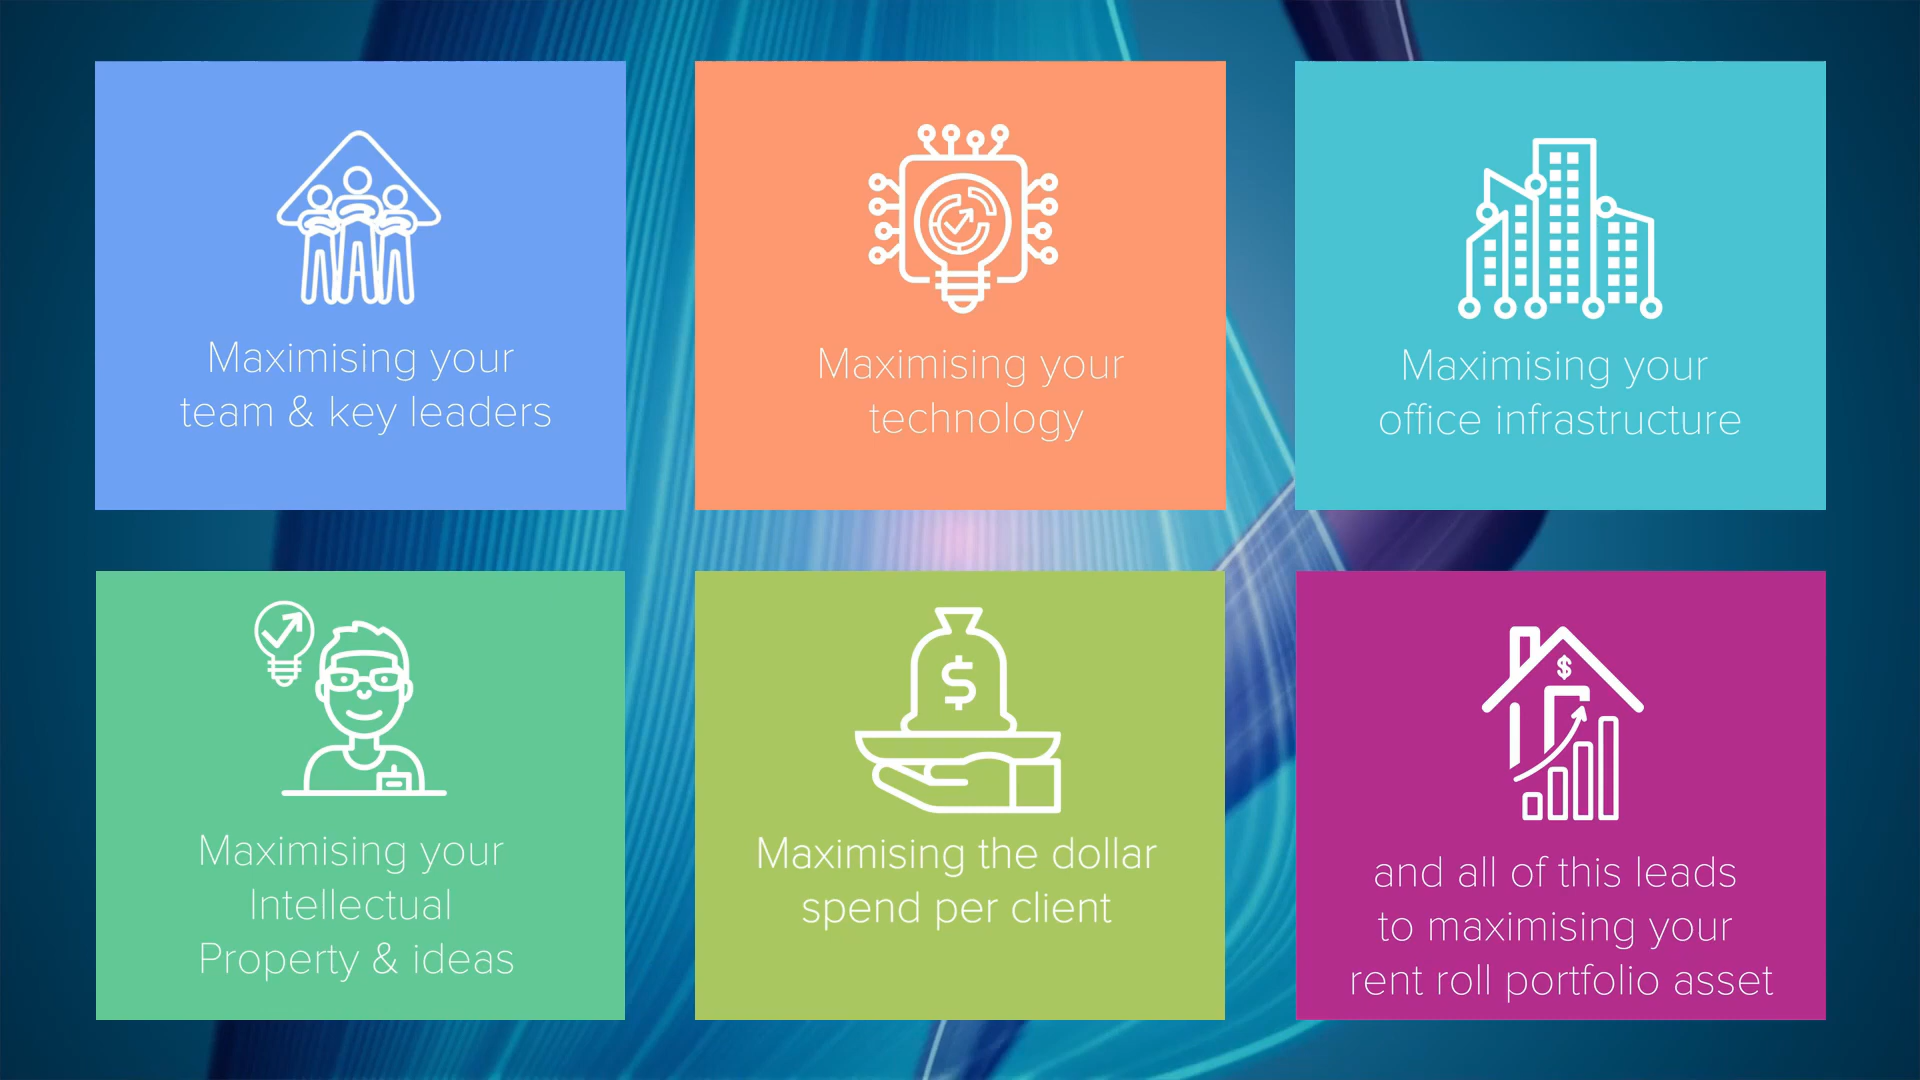 Maximising your
team & key leaders
Maximising your
technology
Maximising your
office infrastructure
Maximising your
Intellectual
Property & ideas
$
Maximising the dollar
spend per client
$
and all of this leads
to maximising your
rent roll portfolio asset